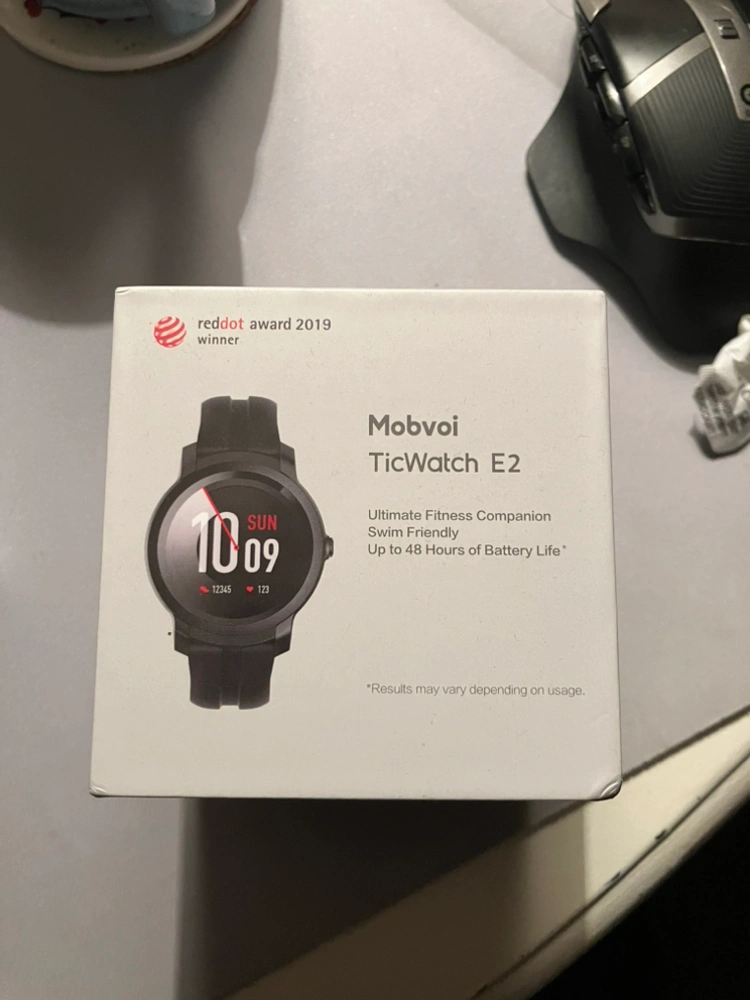 reddot award 2019
winner
Mobvoi
TicWatch E2
Ultimate Fitness Companion
Swim Friendly
Up to 48 Hours of Battery Life*
10 SUN
09
12345 123
*Results may vary depending on usage.